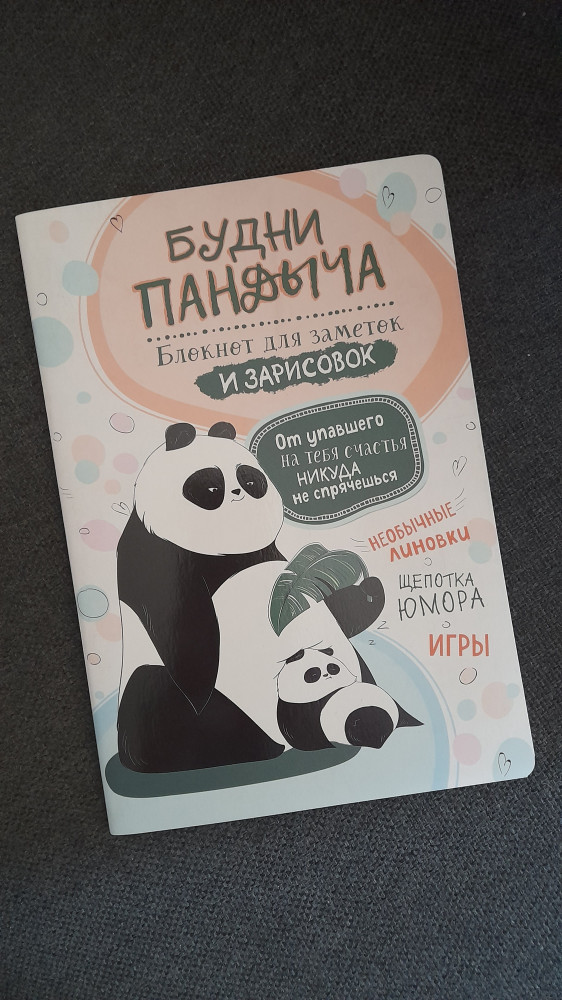 БУДНИ
ПАНДЫЧА
Блокнот для заметок
И ЗАРИСОВОК
От упавшего
на тебя счастья
НИКУДА
не спрячешься
НЕОБЫЧНЫЕ
ЛИНОВКИ
ЩЕПОТКА
ЮМОРА
ИГРЫ
z
z